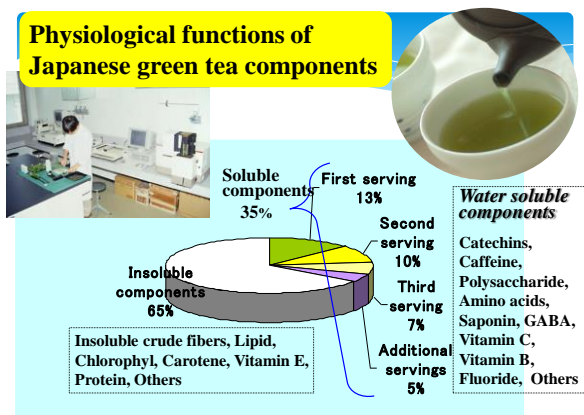 Physiological functions of
Japanese green tea components
Soluble
components
35%
First serving
13%
Second
serving
10%
Third
serving
7%
Additional
servings
5%
Insoluble
components
65%
Insoluble crude fibers, Lipid,
Chlorophyl, Carotene, Vitamin E,
Protein, Others
Water soluble
components
Catechins,
Caffeine,
Polysaccharide,
Amino acids,
Saponin, GABA,
Vitamin C,
Vitamin B,
Fluoride, Others